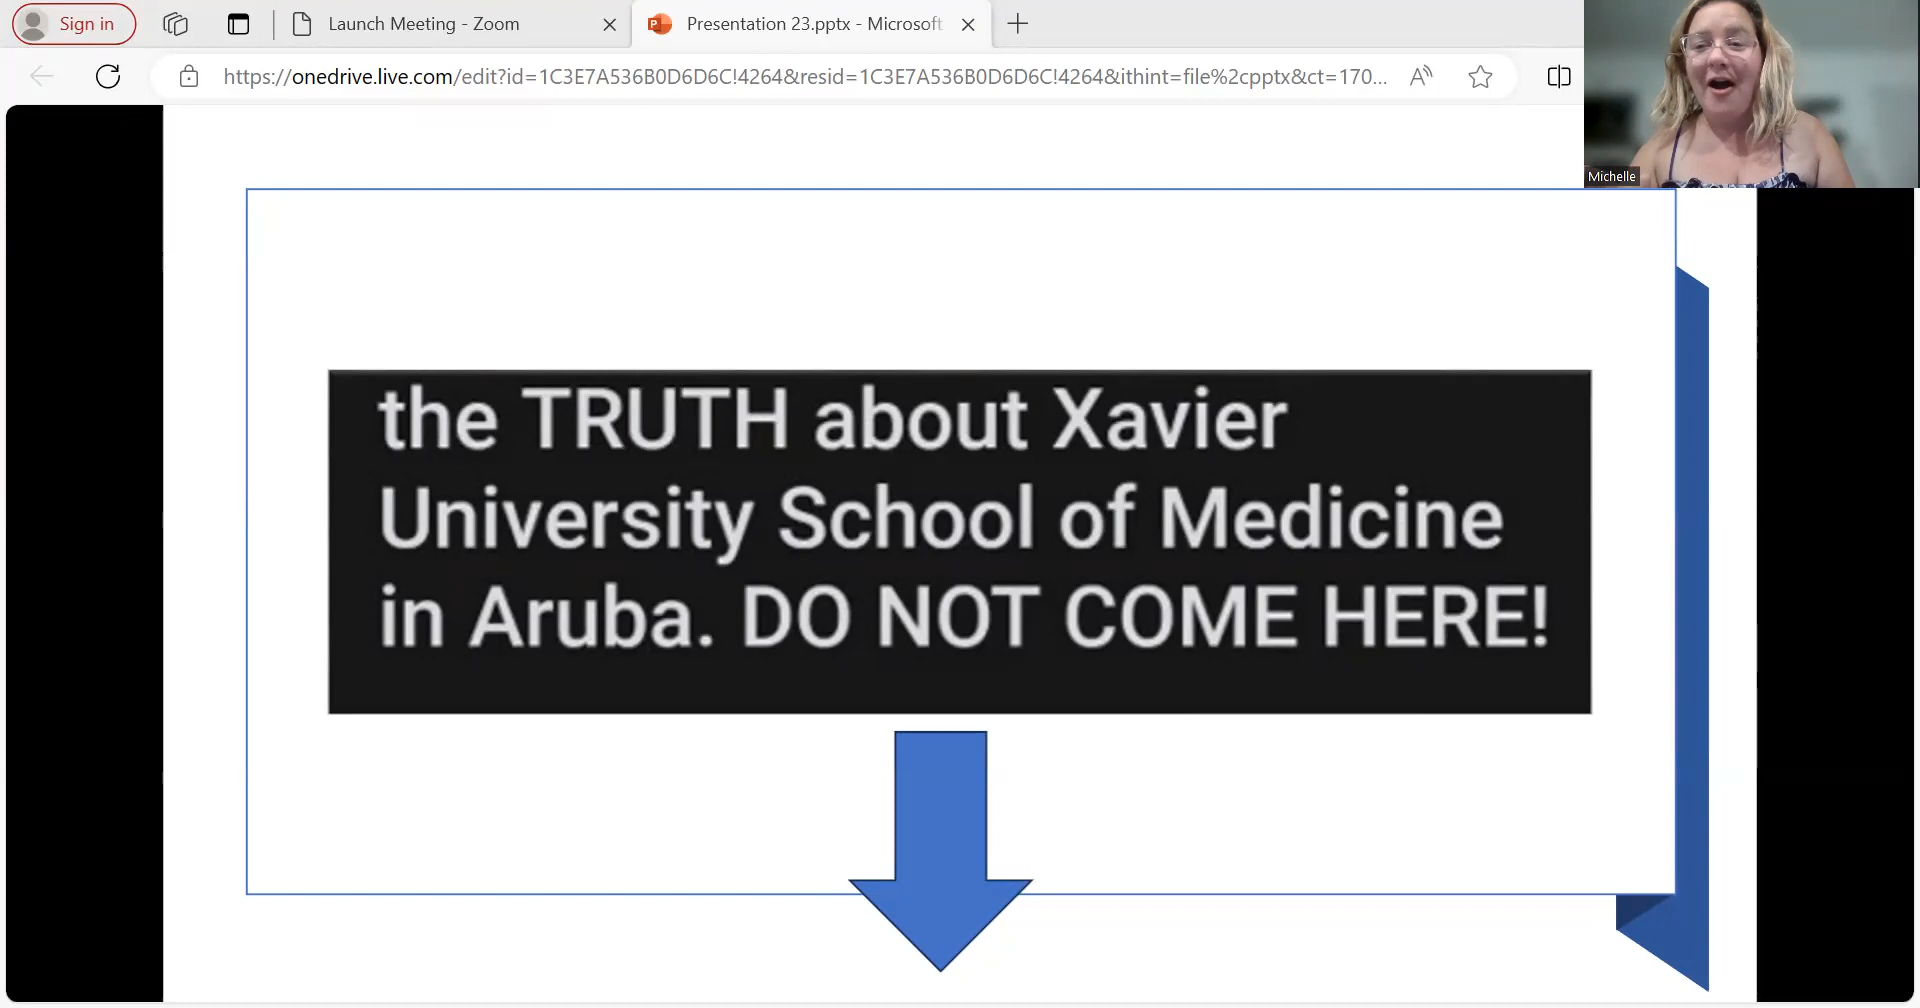 Sign in
Launch Meeting - Zoom
Presentation 23.pptx - Microsoft
https://onedrive.live.com/edit?id=1C3E7A536B0D6D6C!4264&resid=1C3E7A536B0D6D6C!4264&ithint=file%2cpptx&ct=170...
Michelle
the TRUTH about Xavier
University School of Medicine
in Aruba. DO NOT COME HERE!